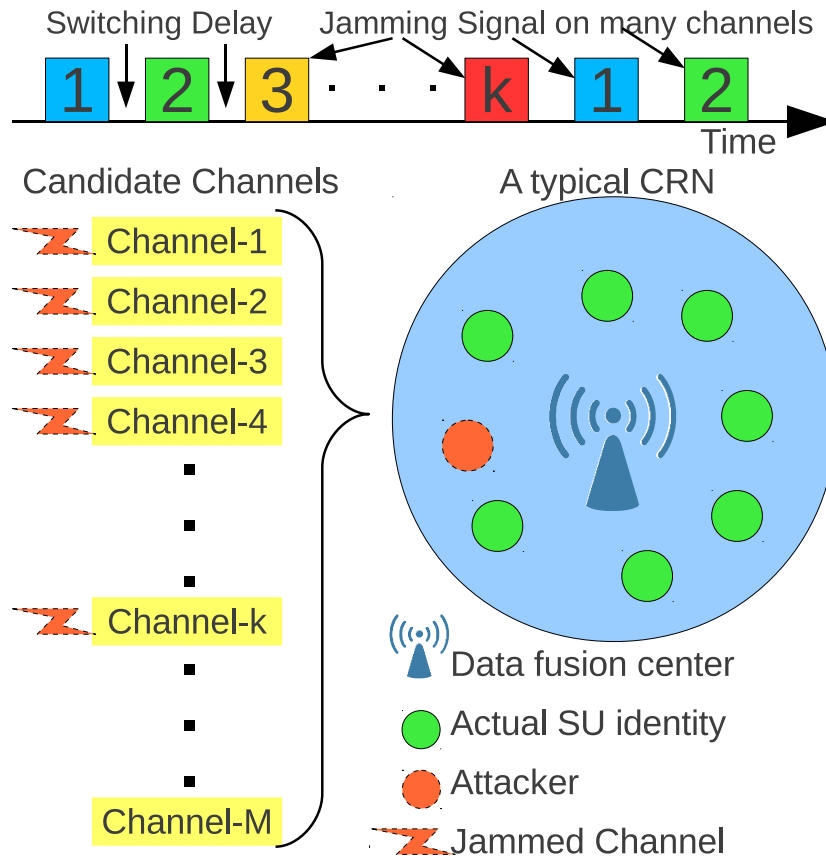 Switching Delay Jamming Signal on many channels
1 2 3 . . . k 1 2
Time
Candidate Channels
A typical CRN
Channel-1
Channel-2
Channel-3
Channel-4
Channel-k
Channel-M
Data fusion center
Actual SU identity
Attacker
Jammed Channel